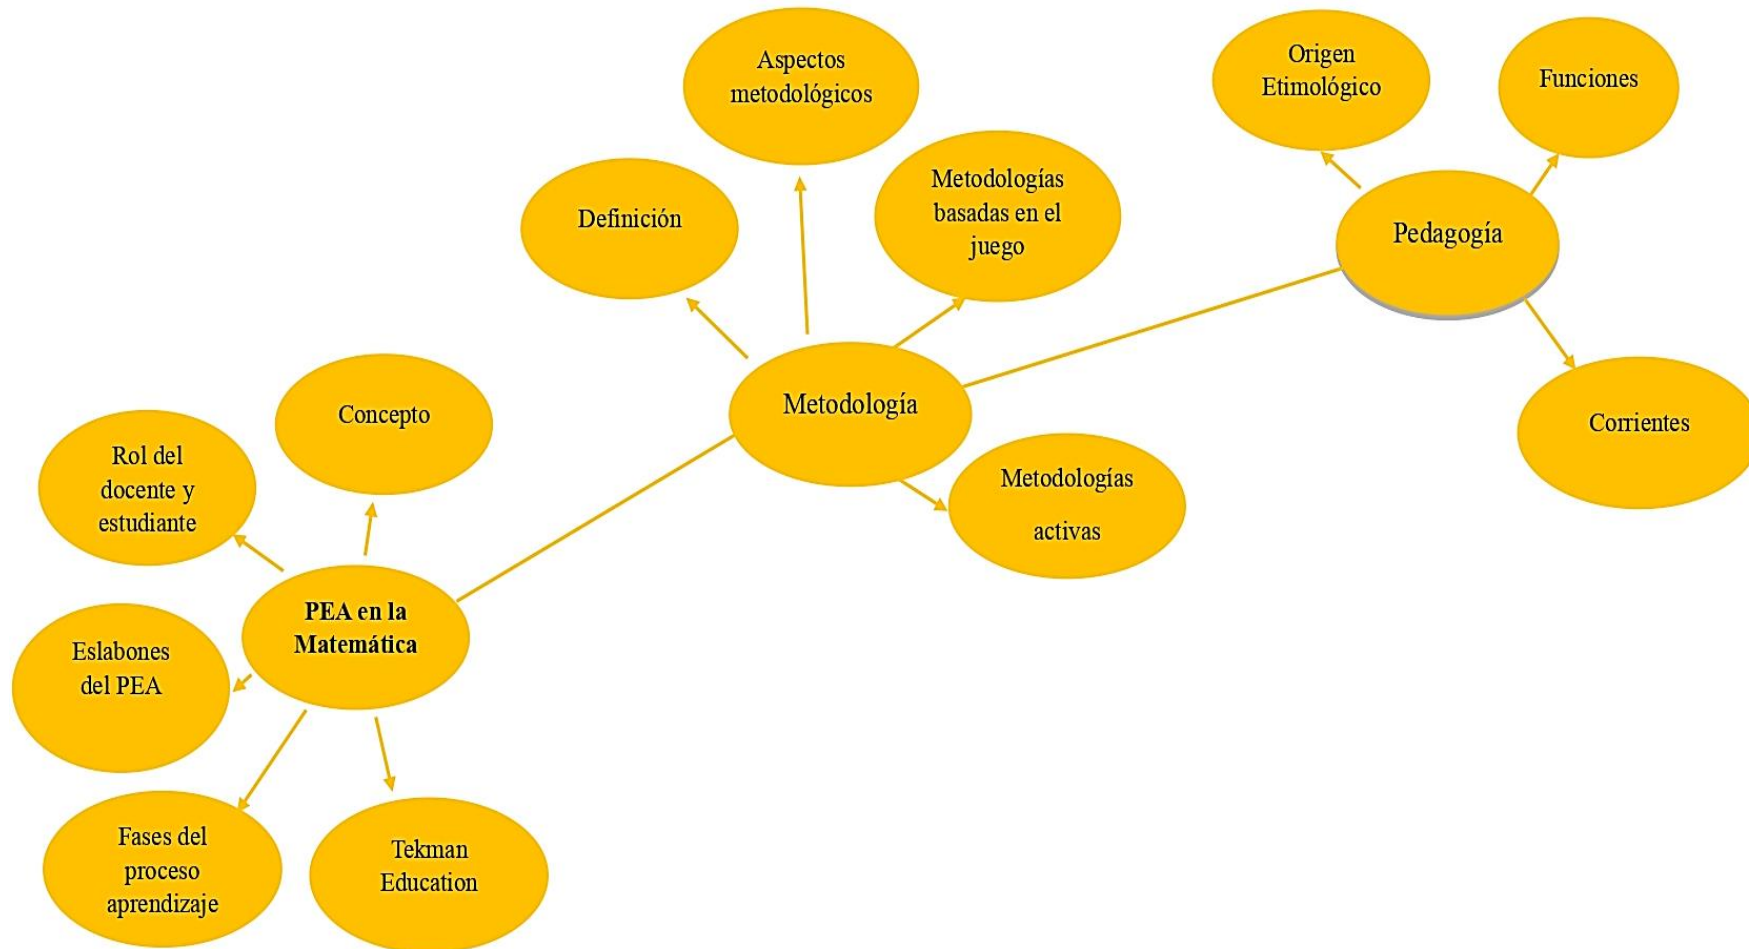 Aspectos
metodológicos
Origen
Etimológico
Funciones
Definición
Metodologías
basadas en el
juego
Pedagogía
Metodología
Corrientes
Concepto
Rol del
docente y
estudiante
Metodologías
activas
PEA en la
Matemática
Eslabones
del PEA
Fases del
proceso
aprendizaje
Tekman
Education